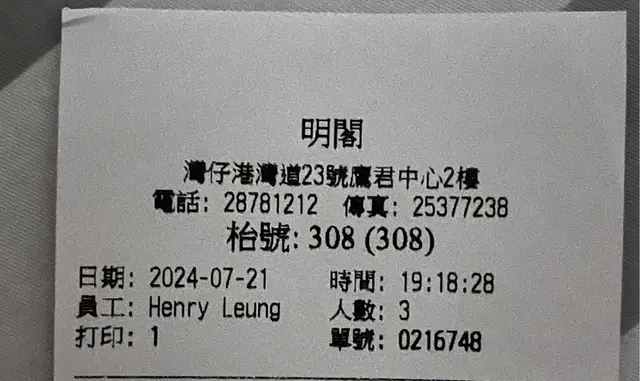 明閣
灣仔港灣道23號鷹君中心2樓
電話: 28781212 傳真: 25377238
枱號: 308 (308)
日期: 2024-07-21 時間: 19:18:28
員工: Henry Leung 人數: 3
打印: 1 單號: 0216748